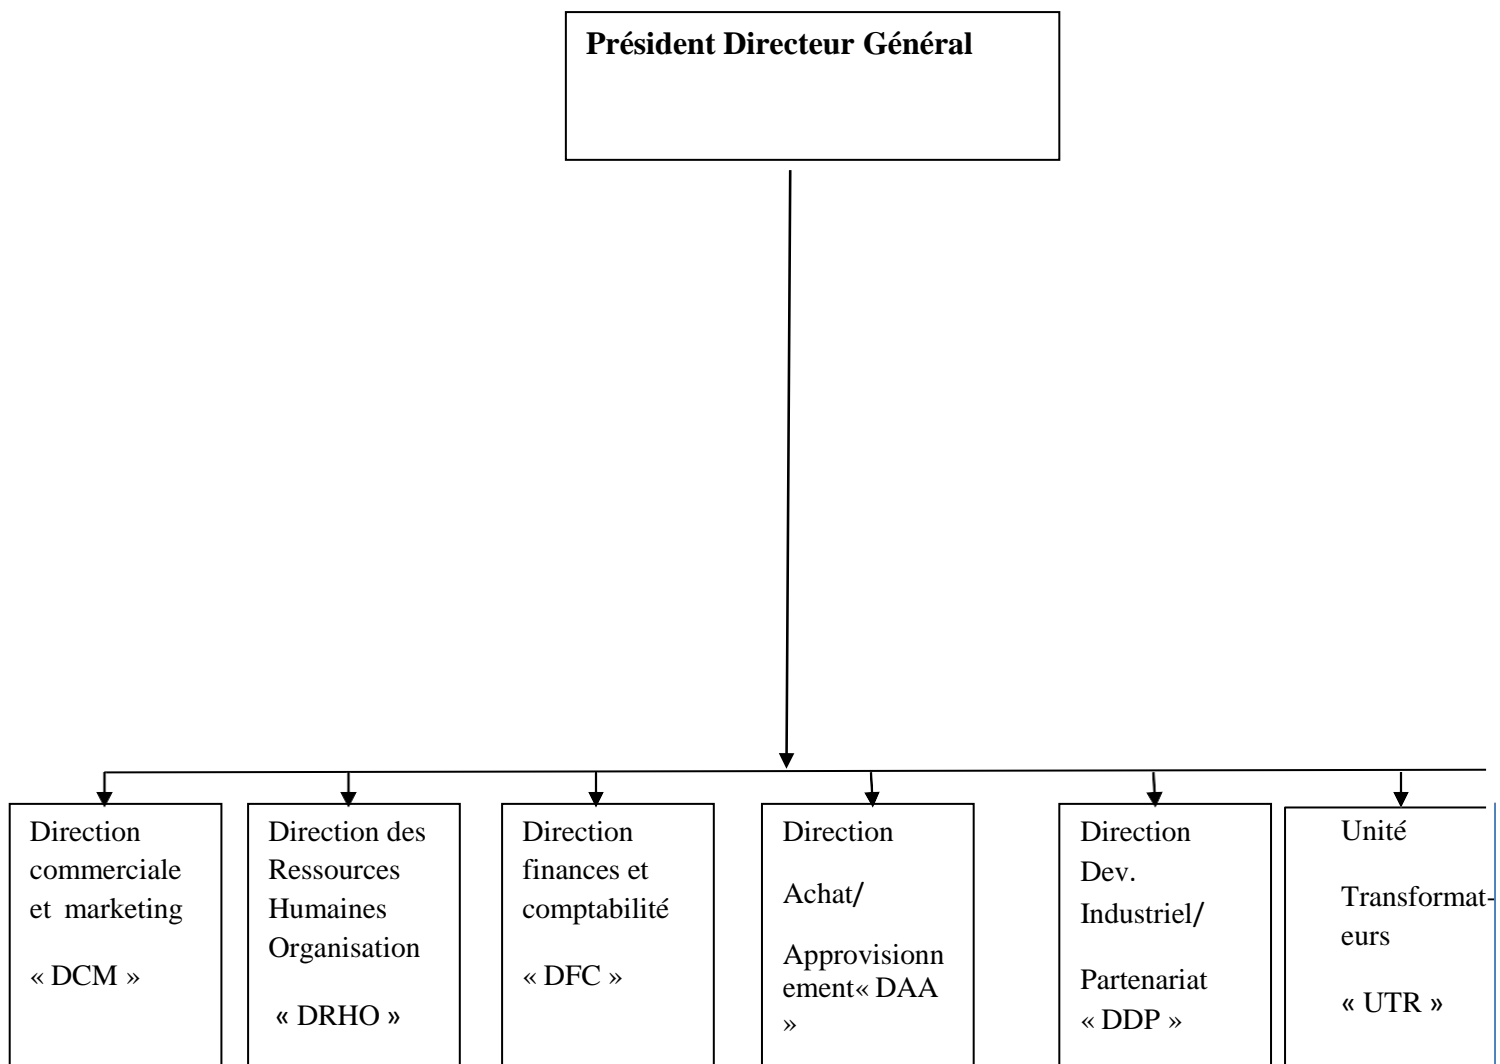 Président Directeur Général
Direction
commerciale
et marketing
« DCM »
Direction des
Ressources
Humaines
Organisation
« DRHO »
Direction
finances et
comptabilité
« DFC »
Direction
Achat/
Approvisionn
ement« DAA
»
Direction
Dev.
Industriel/
Partenariat
« DDP »
Unité
Transformat-
eurs
« UTR »